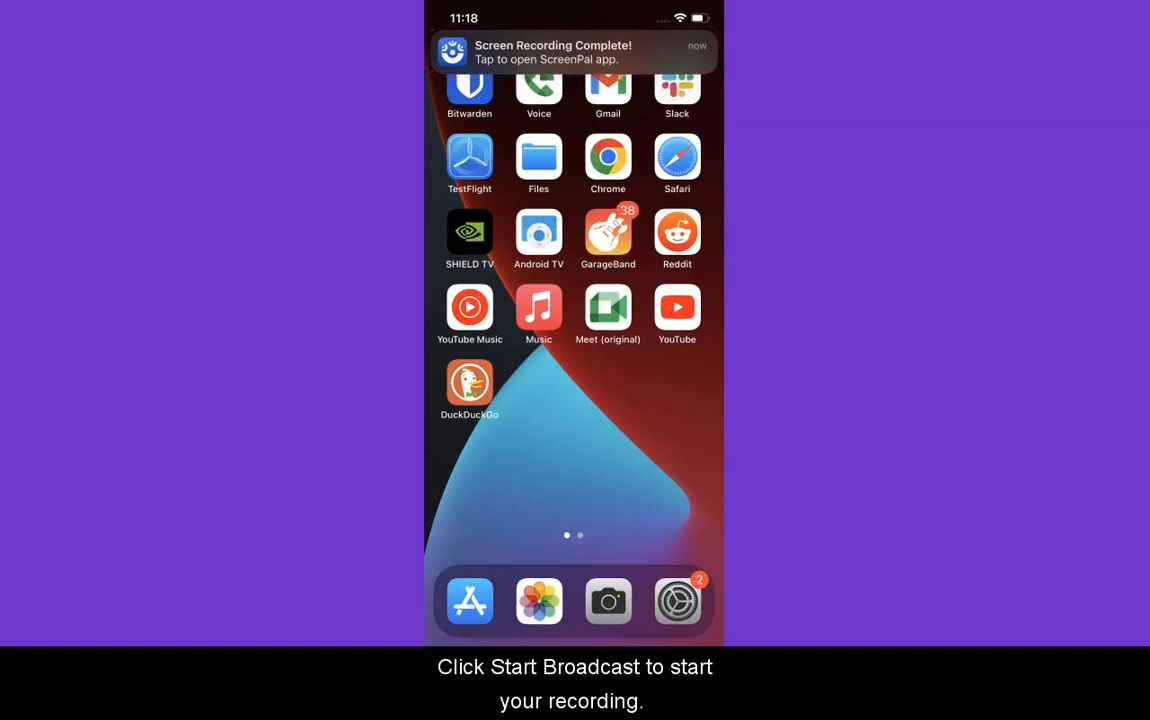 11:18
Screen Recording Complete! now
Tap to open ScreenPal app.
Bitwarden Voice Gmail Slack
TestFlight Files Chrome Safari
38
SHIELD TV Android TV GarageBand Reddit
YouTube Music Music Meet (original) YouTube
DuckDuckGo
2
Click Start Broadcast to start
your recording.